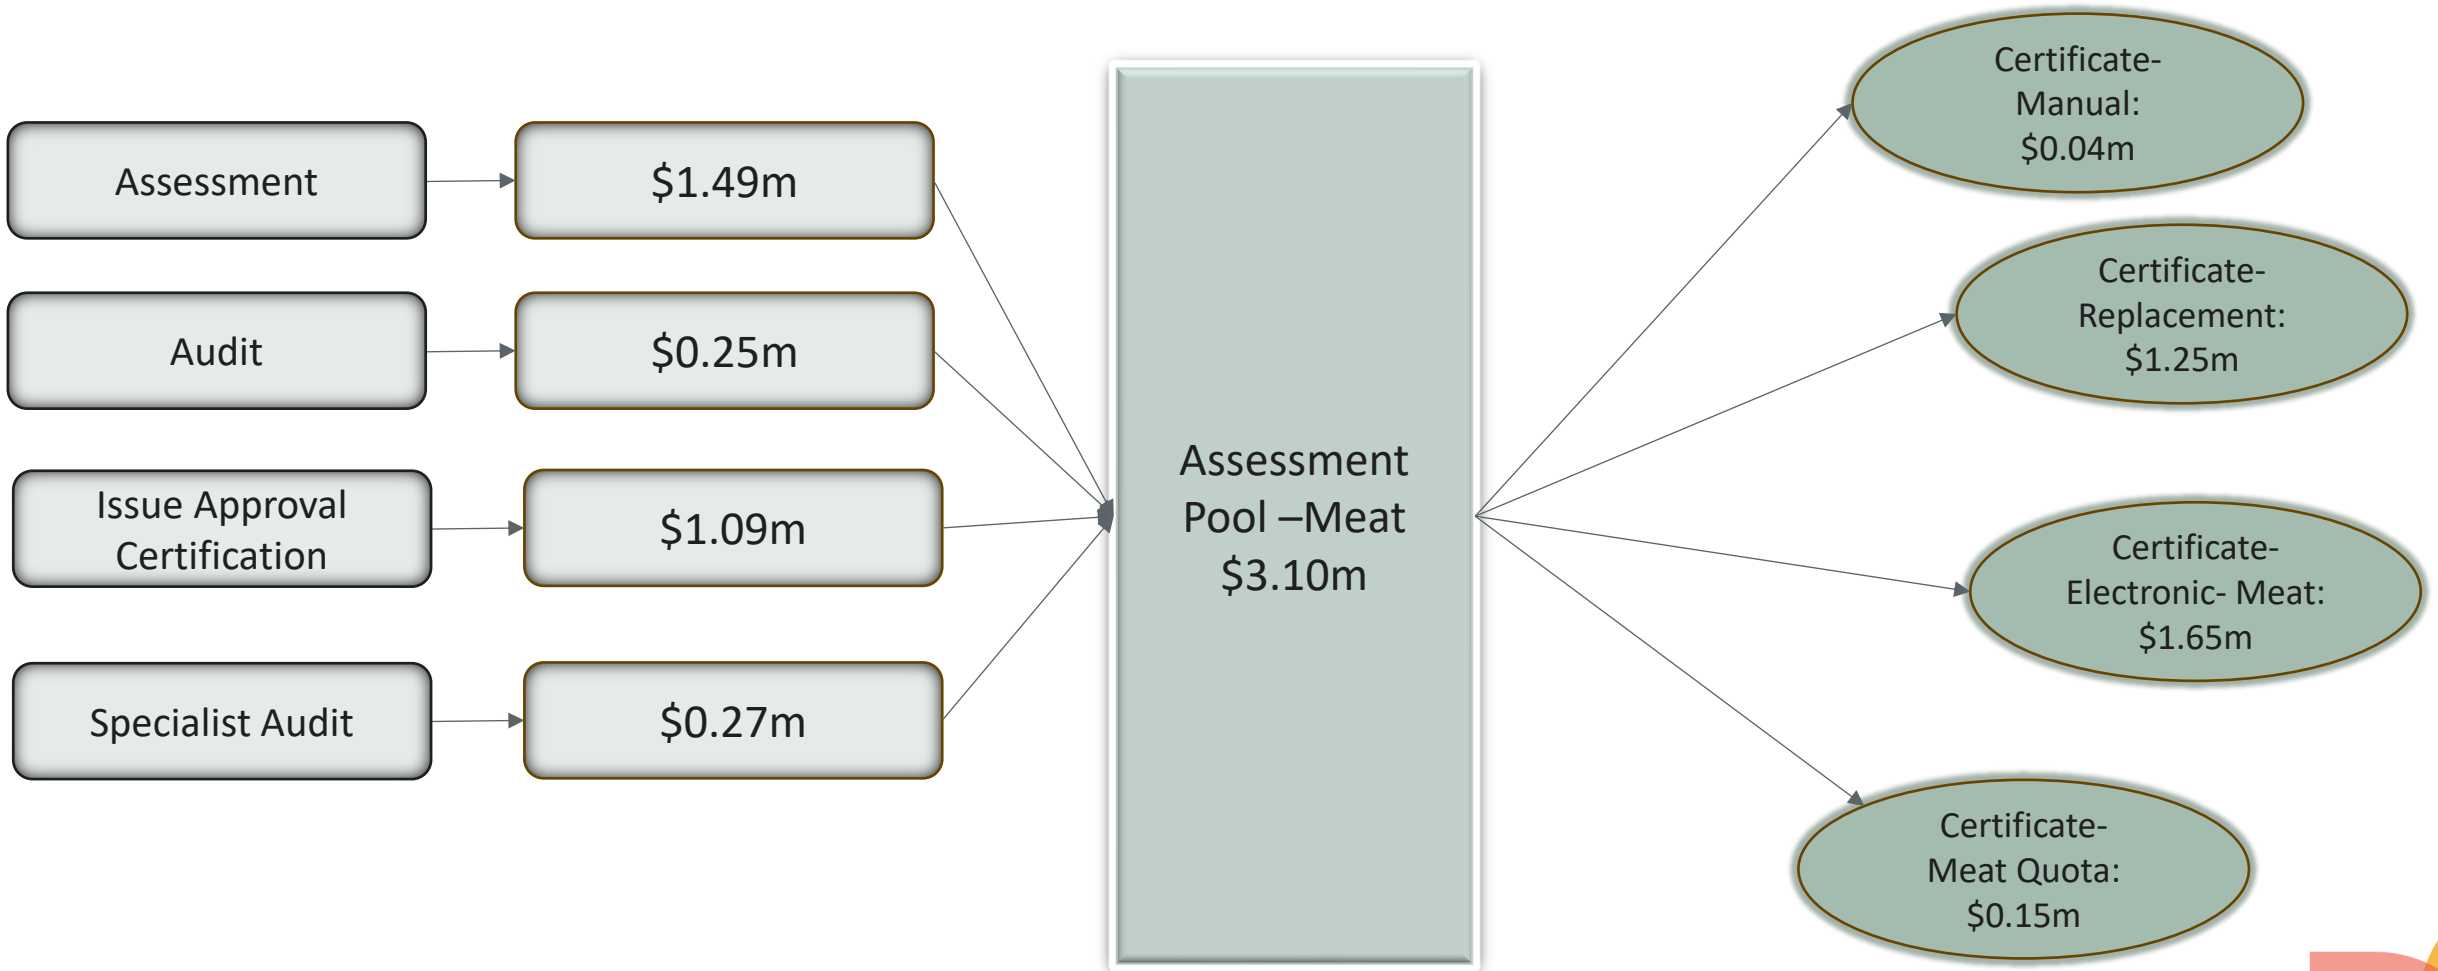 Assessment
$1.49m
Audit
$0.25m
Issue Approval
Certification
$1.09m
Specialist Audit
$0.27m
Assessment
Pool –Meat
$3.10m
Certificate-
Manual:
$0.04m
Certificate-
Replacement:
$1.25m
Certificate-
Electronic- Meat:
$1.65m
Certificate-
Meat Quota:
$0.15m